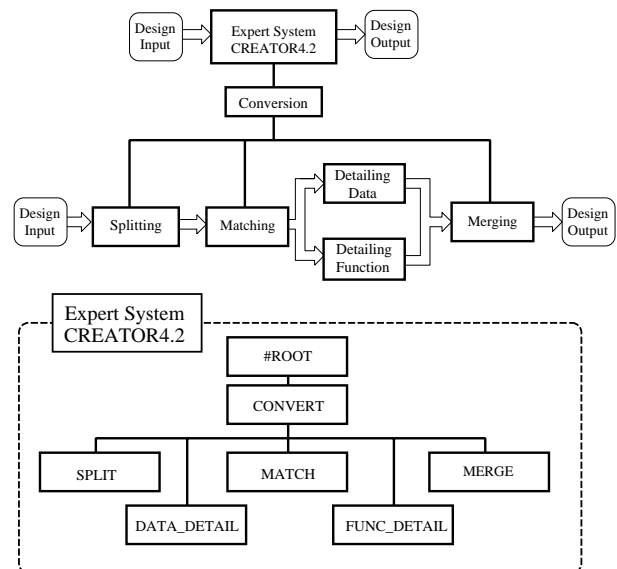 Design
Input
Expert System
CREATOR4.2
Design
Output
Conversion
Design
Input
Splitting
Matching
Detailing
Data
Detailing
Function
Merging
Design
Output
Expert System
CREATOR4.2
#ROOT
CONVERT
SPLIT
MATCH
MERGE
DATA_DETAIL
FUNC_DETAIL